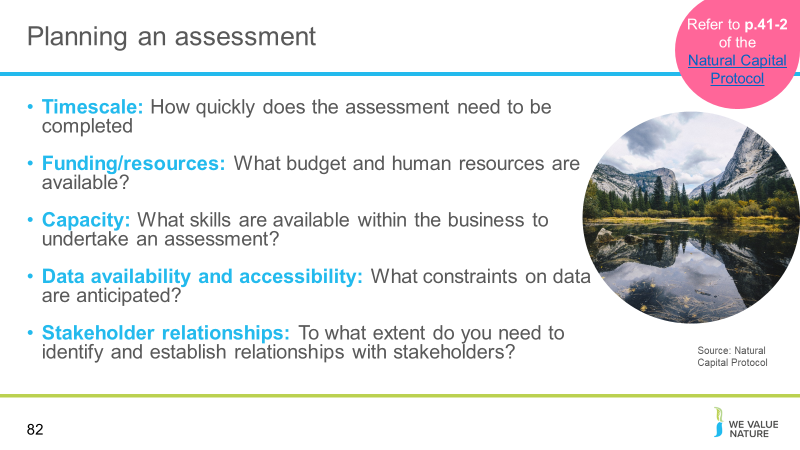 Planning an assessment
Refer to p.41-2
of the
Natural Capital
Protocol
• Timescale: How quickly does the assessment need to be
completed
• Funding/resources: What budget and human resources are
available?
• Capacity: What skills are available within the business to
undertake an assessment?
• Data availability and accessibility: What constraints on data
are anticipated?
• Stakeholder relationships: To what extent do you need to
identify and establish relationships with stakeholders?
Source: Natural
Capital Protocol
82
WE VALUE
NATURE